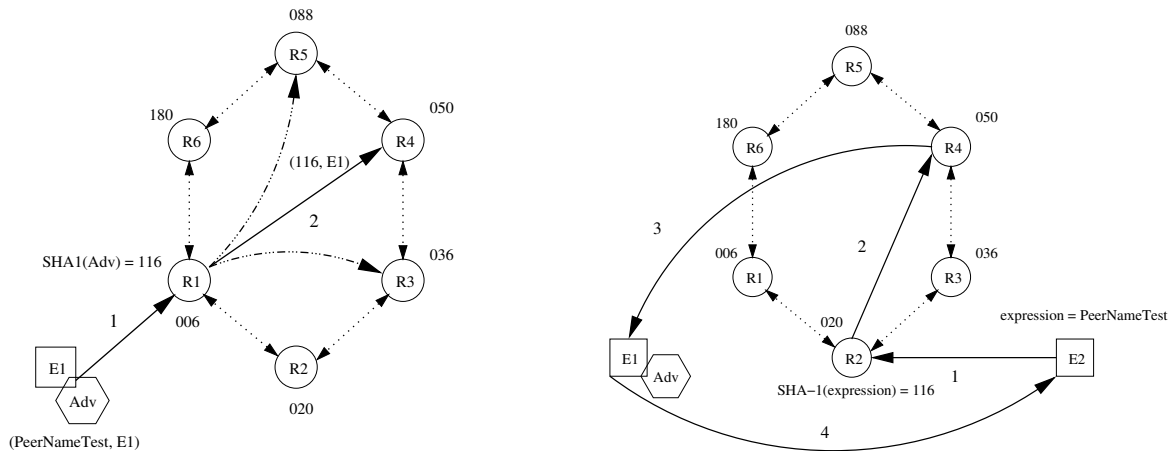 088
R5
180
R6
050
R4
(116, E1)
2
SHA1(Adv) = 116
R1
006
036
R3
1
E1
Adv
(PeerNameTest, E1)
R2
020
088
R5
180
R6
050
R4
3
2
006
R1
036
R3
020
R2
expression = PeerNameTest
E1
Adv
1
E2
SHA-1(expression) = 116
4